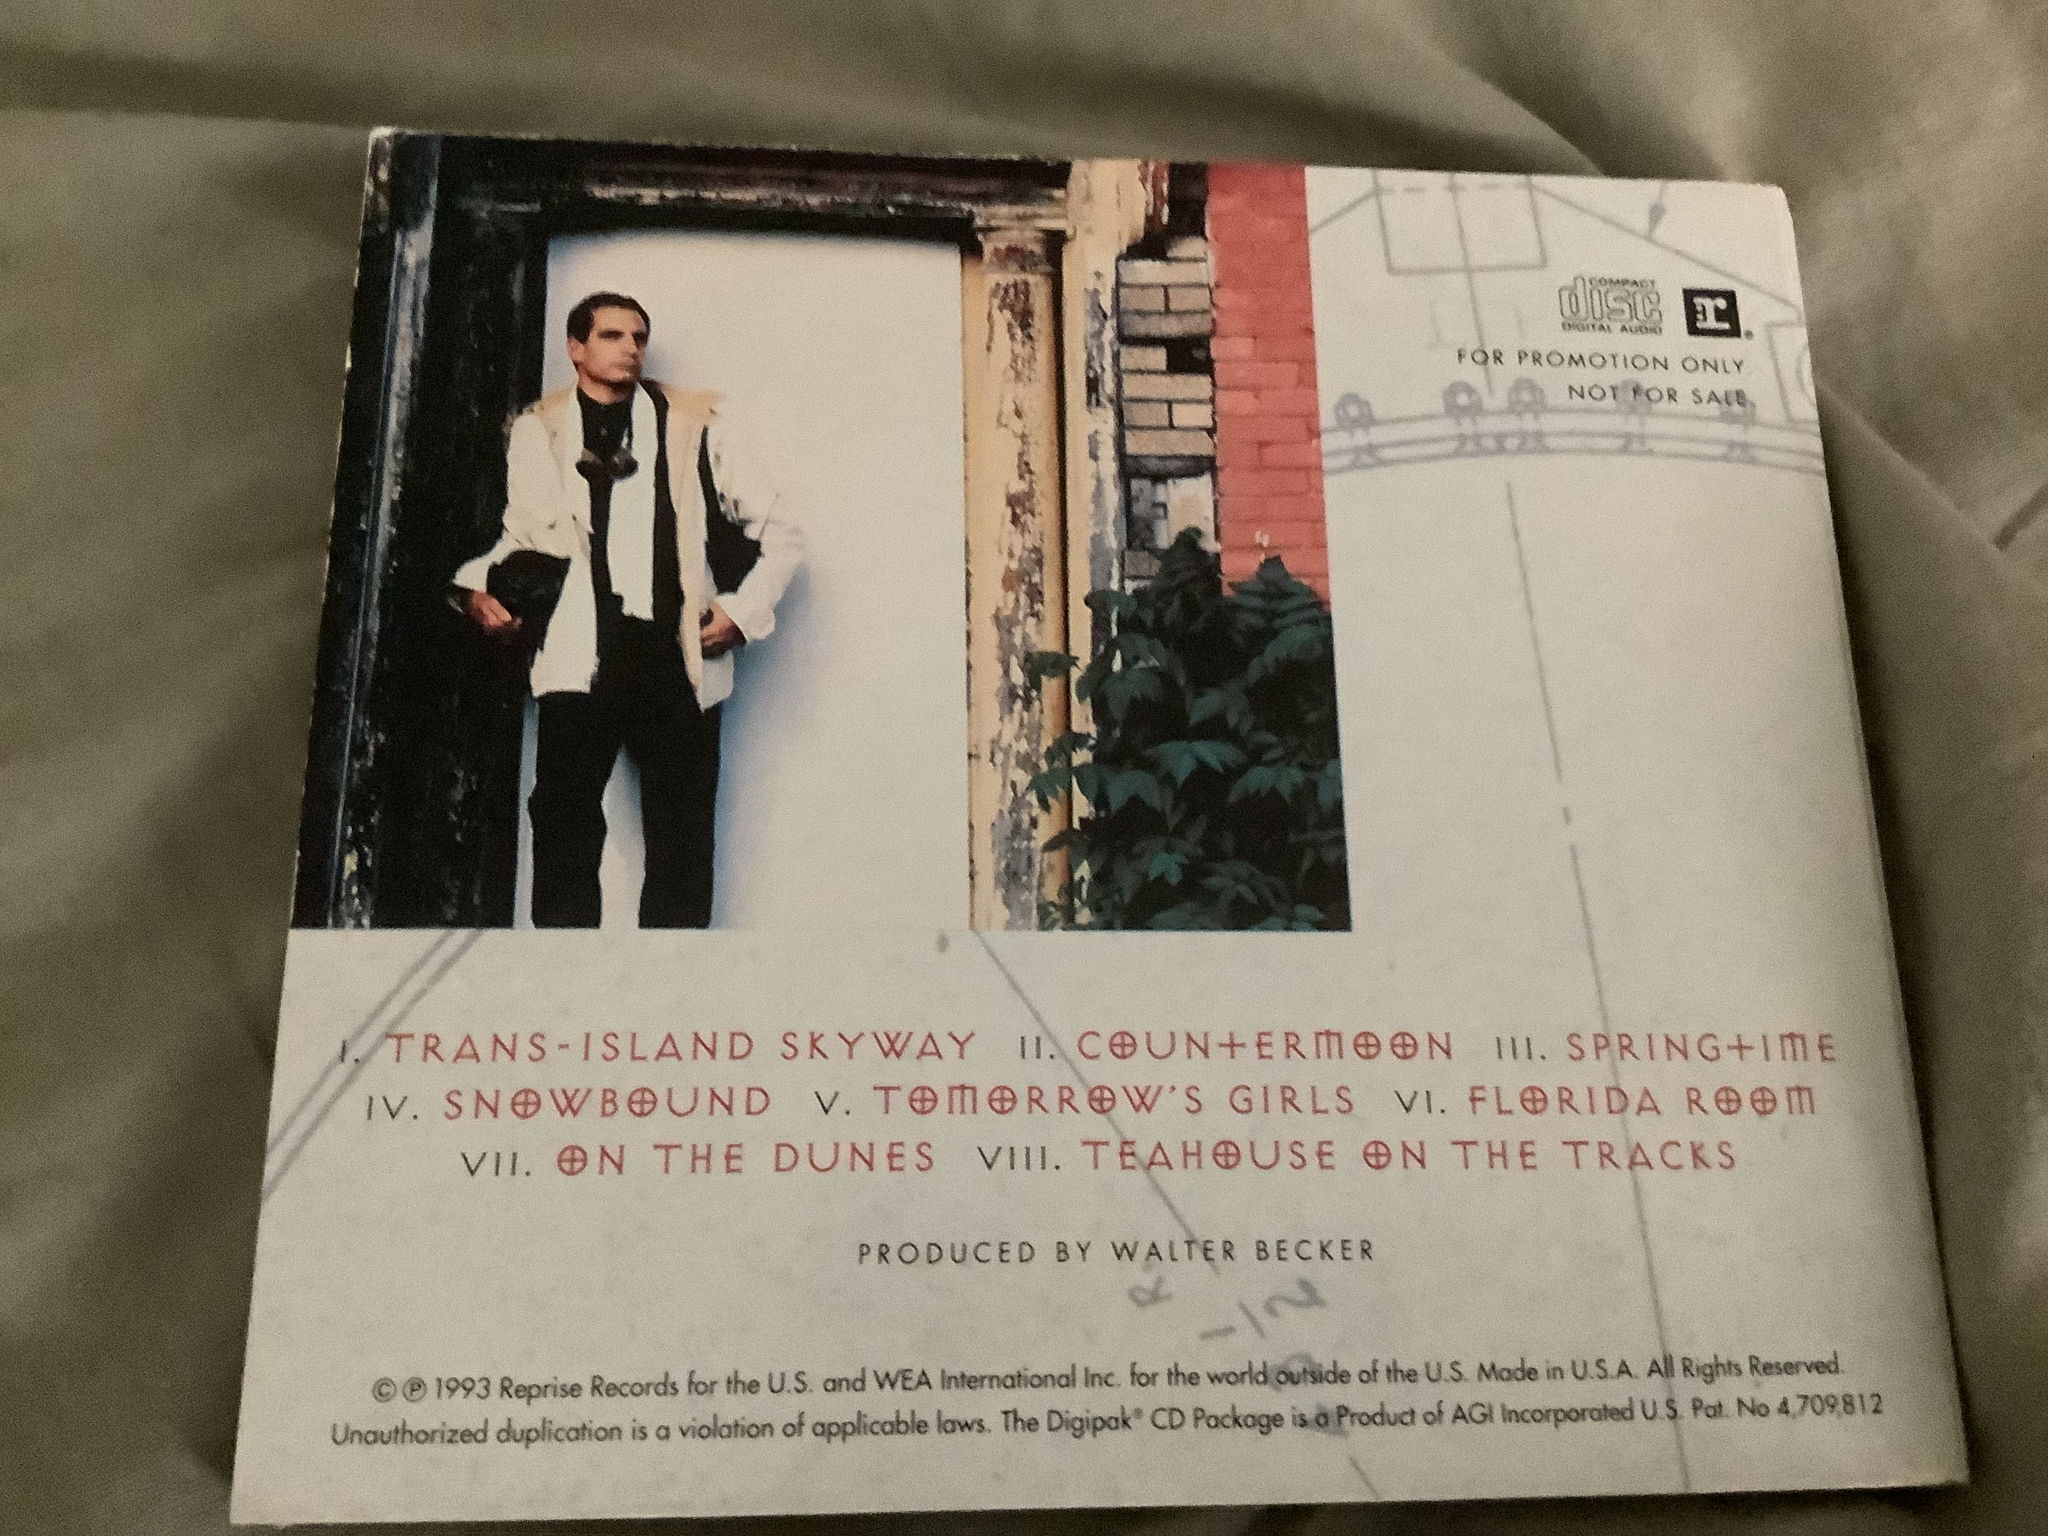 COMPACT
disc
DIGITAL AUDIO
r®
FOR PROMOTION ONLY
NOT FOR SALE
I. TRANS-ISLAND SKYWAY II. COUNTERMOON III. SPRINGTIME
IV. SNOWBOUND V. TOMORROW'S GIRLS VI. FLORIDA ROOM
VII. ON THE DUNES VIII. TEAHOUSE ON THE TRACKS
PRODUCED BY WALTER BECKER
© ℗ 1993 Reprise Records for the U.S. and WEA International Inc. for the world outside of the U.S. Made in U.S.A. All Rights Reserved.
Unauthorized duplication is a violation of applicable laws. The Digipak® CD Package is a Product of AGI Incorporated U.S. Pat. No 4,709,812